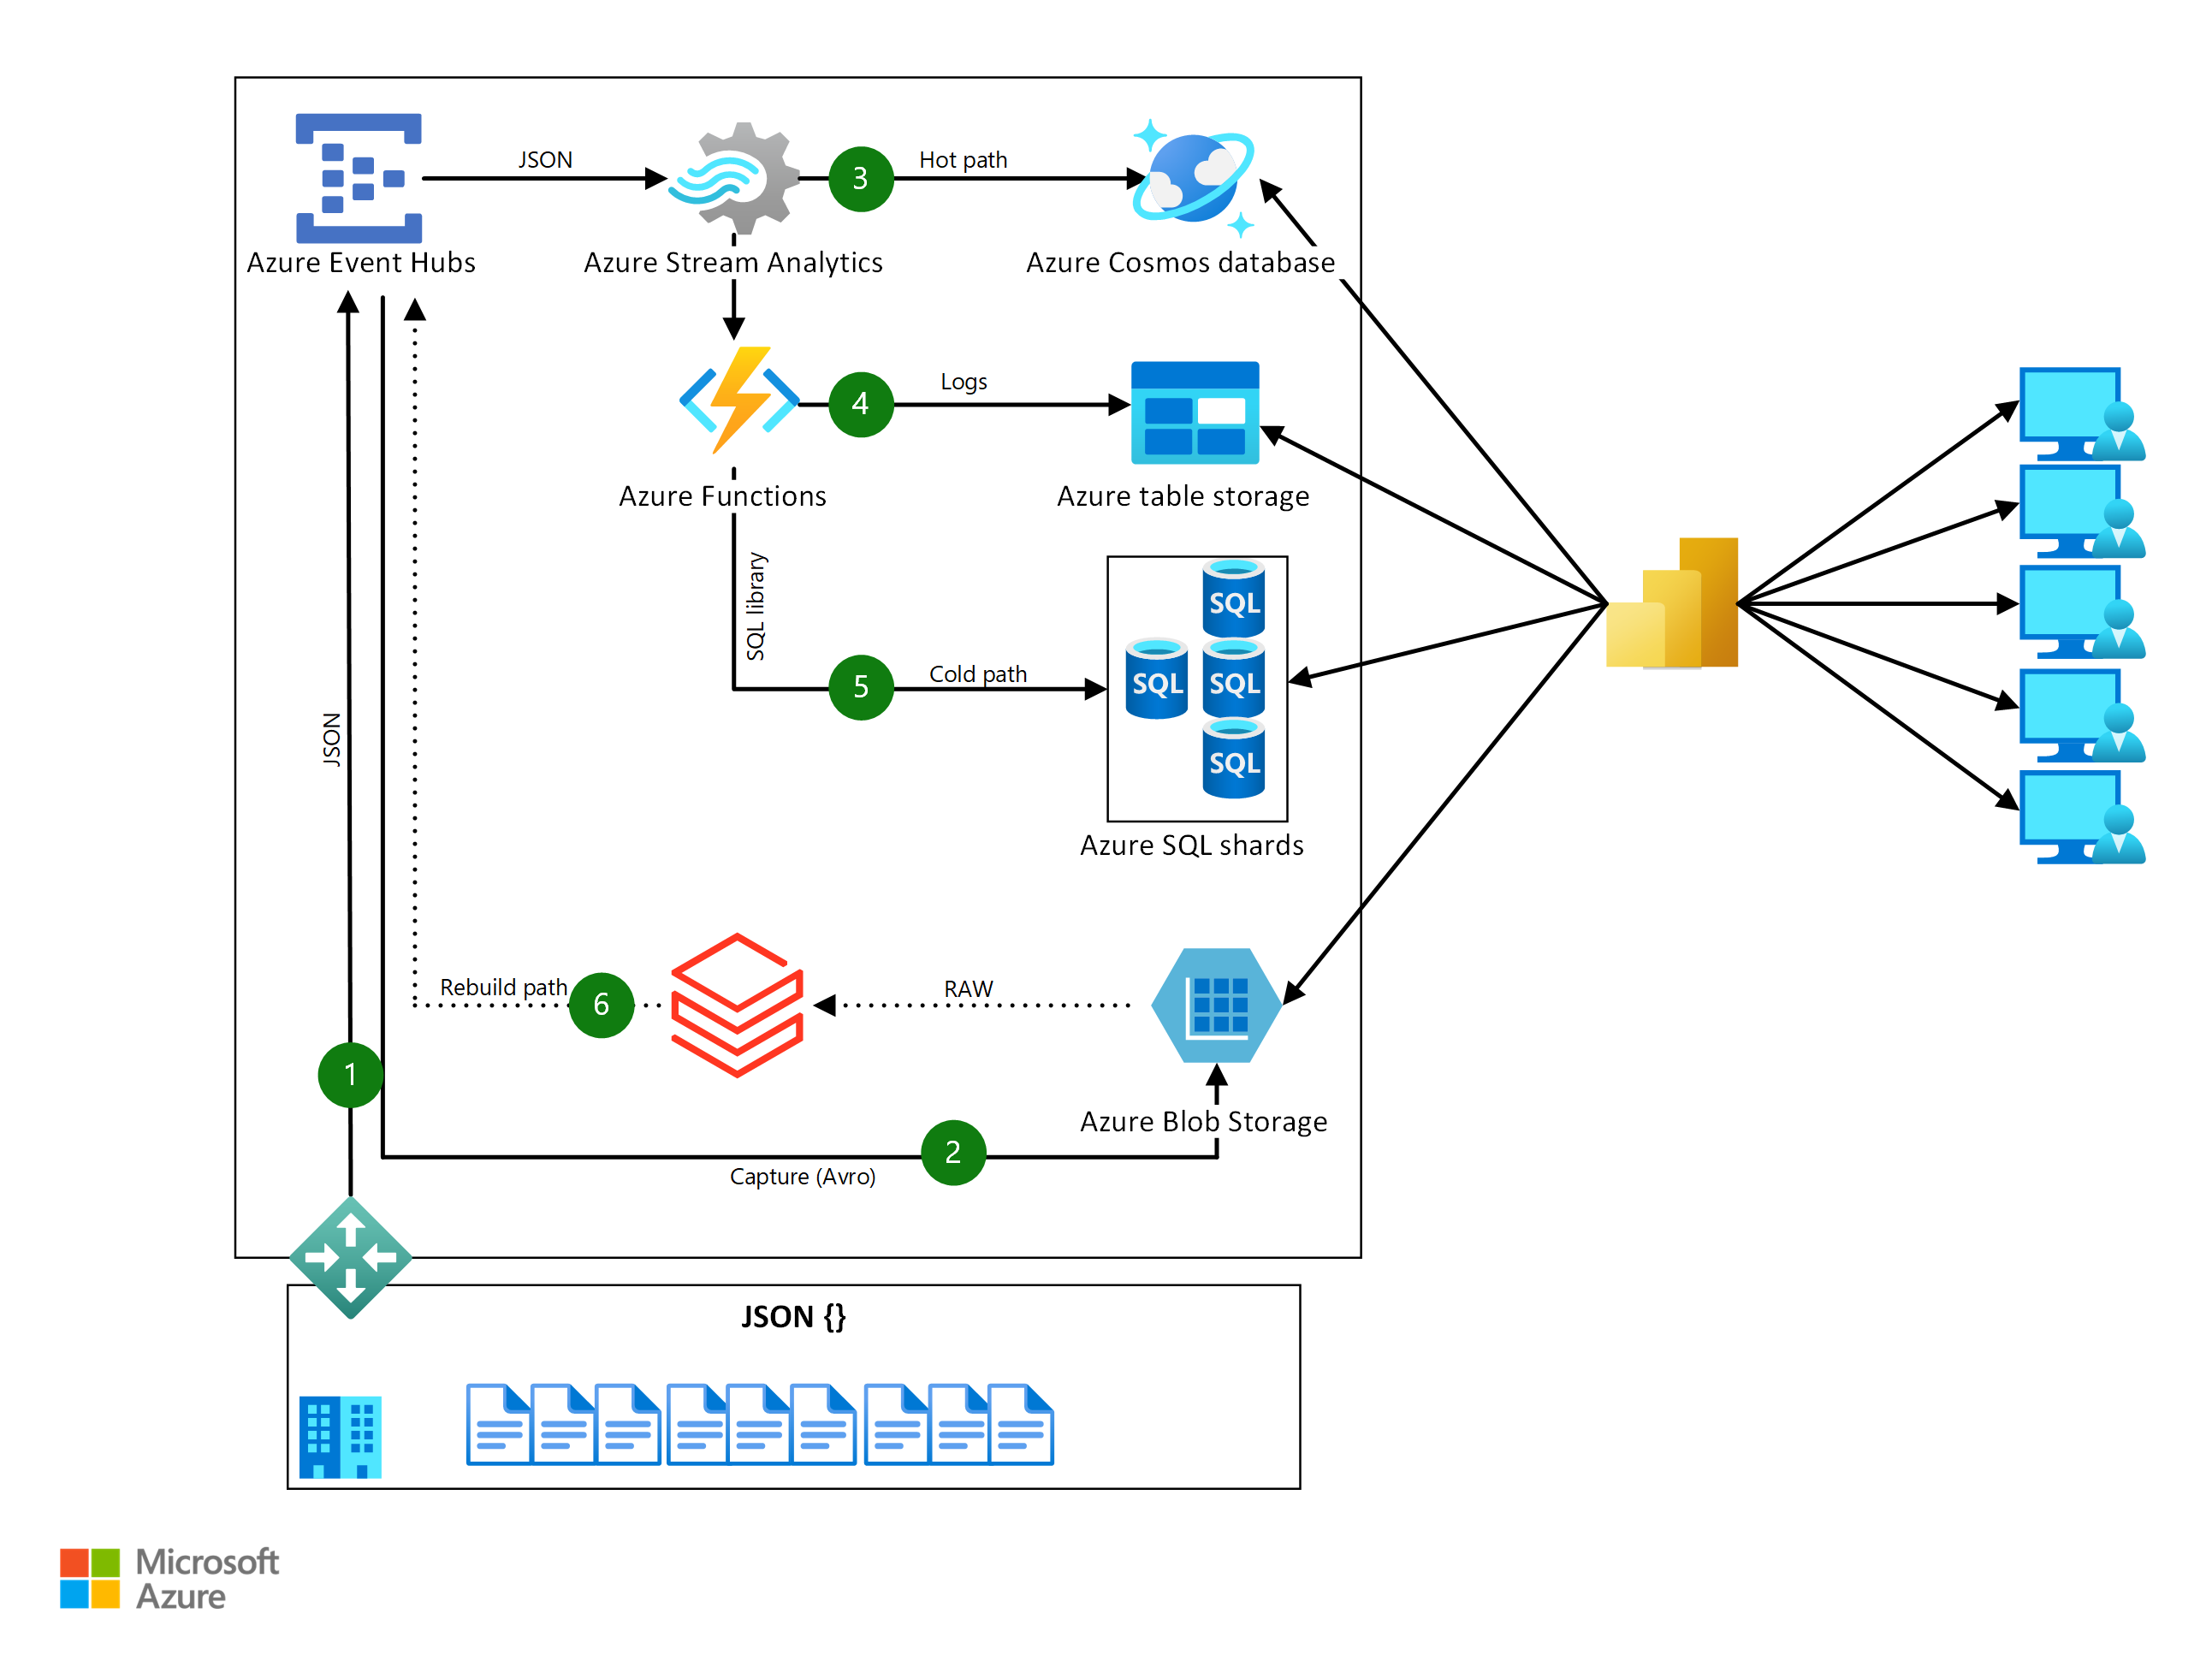 JSON
3
Hot path
Azure Event Hubs
Azure Stream Analytics
Azure Cosmos database
4
Logs
Azure Functions
Azure table storage
SQL library
SQL
SQL
SQL
SQL
5
Cold path
Azure SQL shards
JSON
Rebuild path
6
RAW
1
Azure Blob Storage
2
Capture (Avro)
JSON {}
Microsoft
Azure